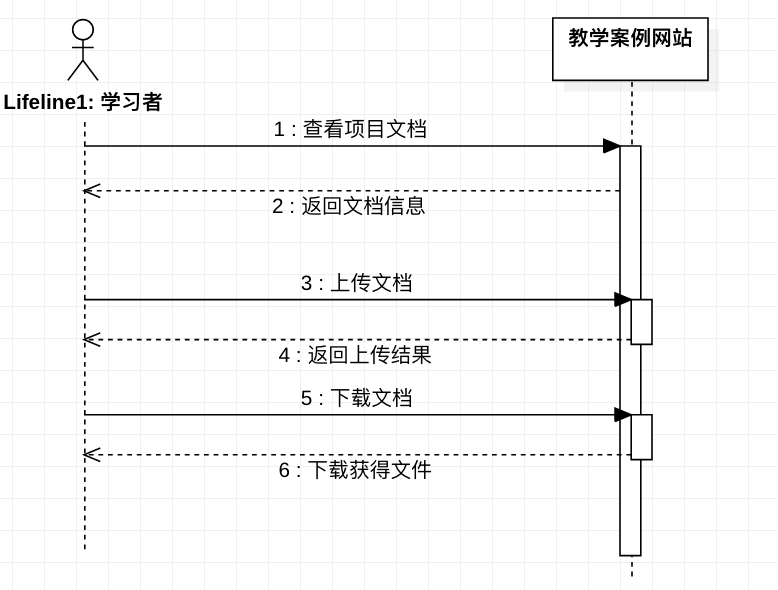 教学案例网站
Lifeline1: 学习者
1 : 查看项目文档
2 : 返回文档信息
3 : 上传文档
4 : 返回上传结果
5 : 下载文档
6 : 下载获得文件